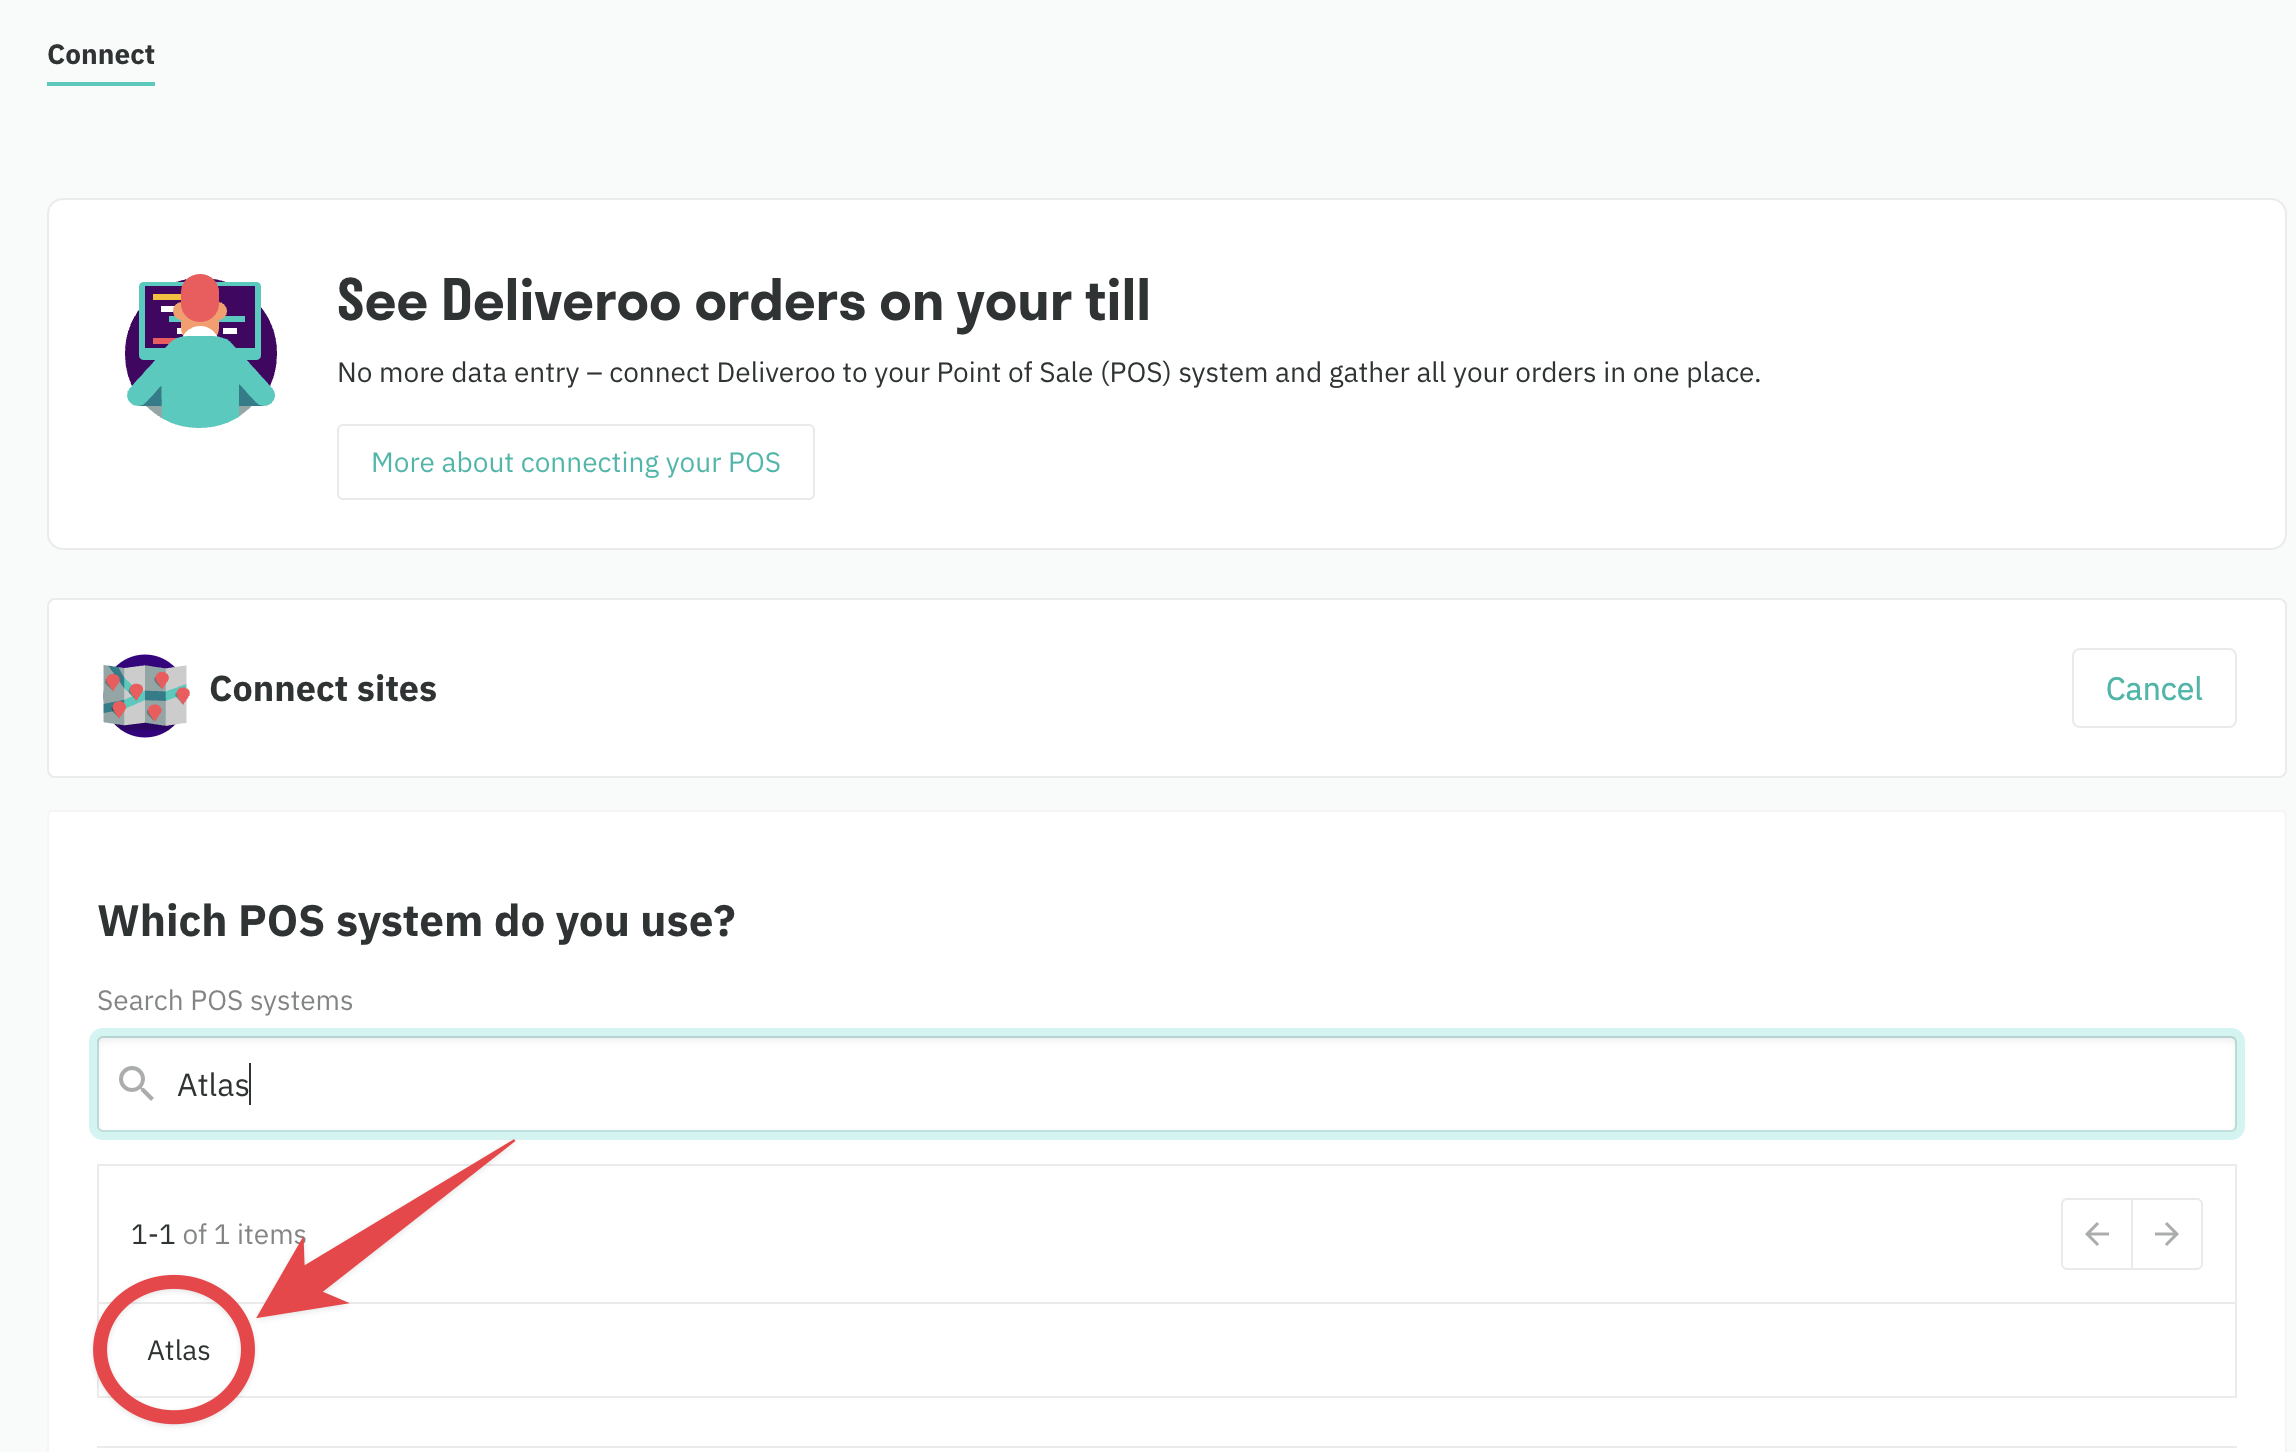 Connect
See Deliveroo orders on your till
No more data entry – connect Deliveroo to your Point of Sale (POS) system and gather all your orders in one place.
More about connecting your POS
Connect sites
Cancel
Which POS system do you use?
Search POS systems
Atlas
1-1 of 1 items
Atlas